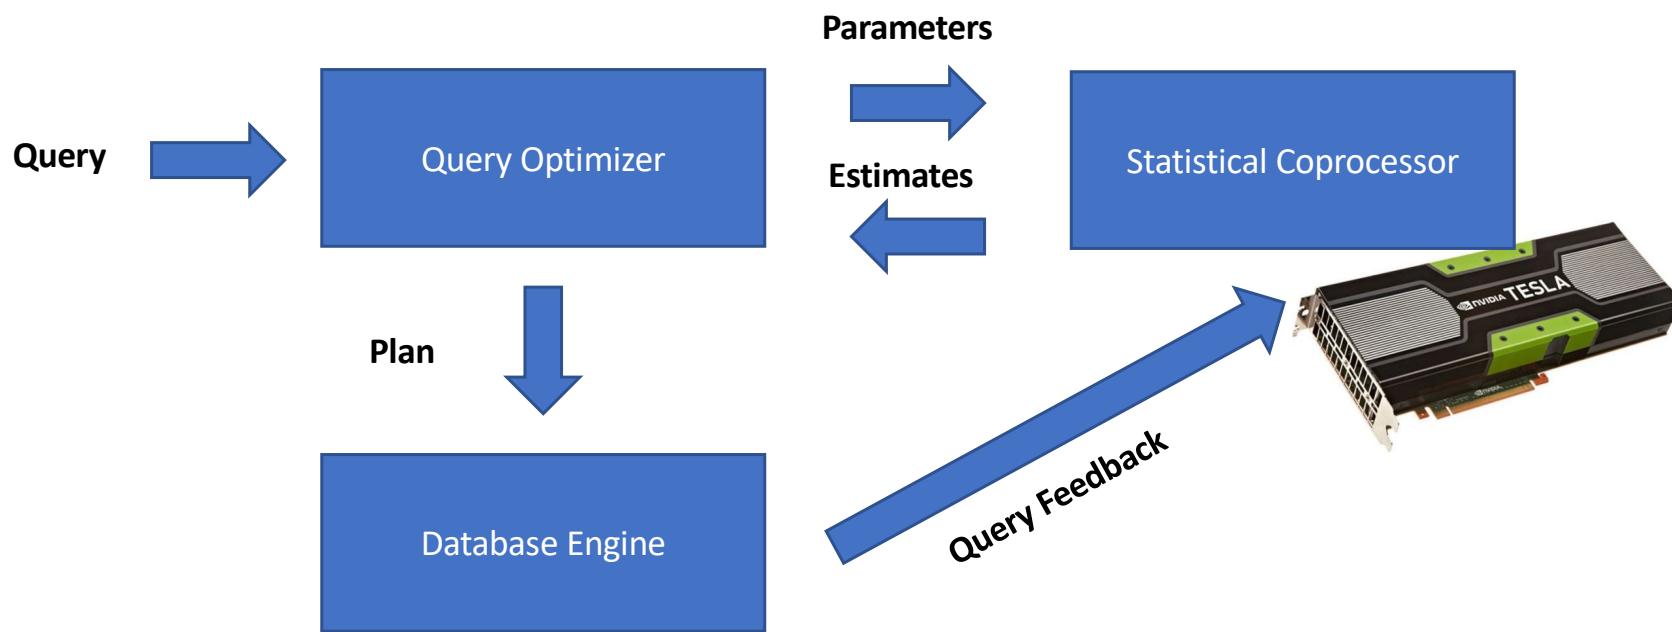 Parameters
Query
Query Optimizer
Statistical Coprocessor
Estimates
NVIDIA TESLA
Plan
Query Feedback
Database Engine